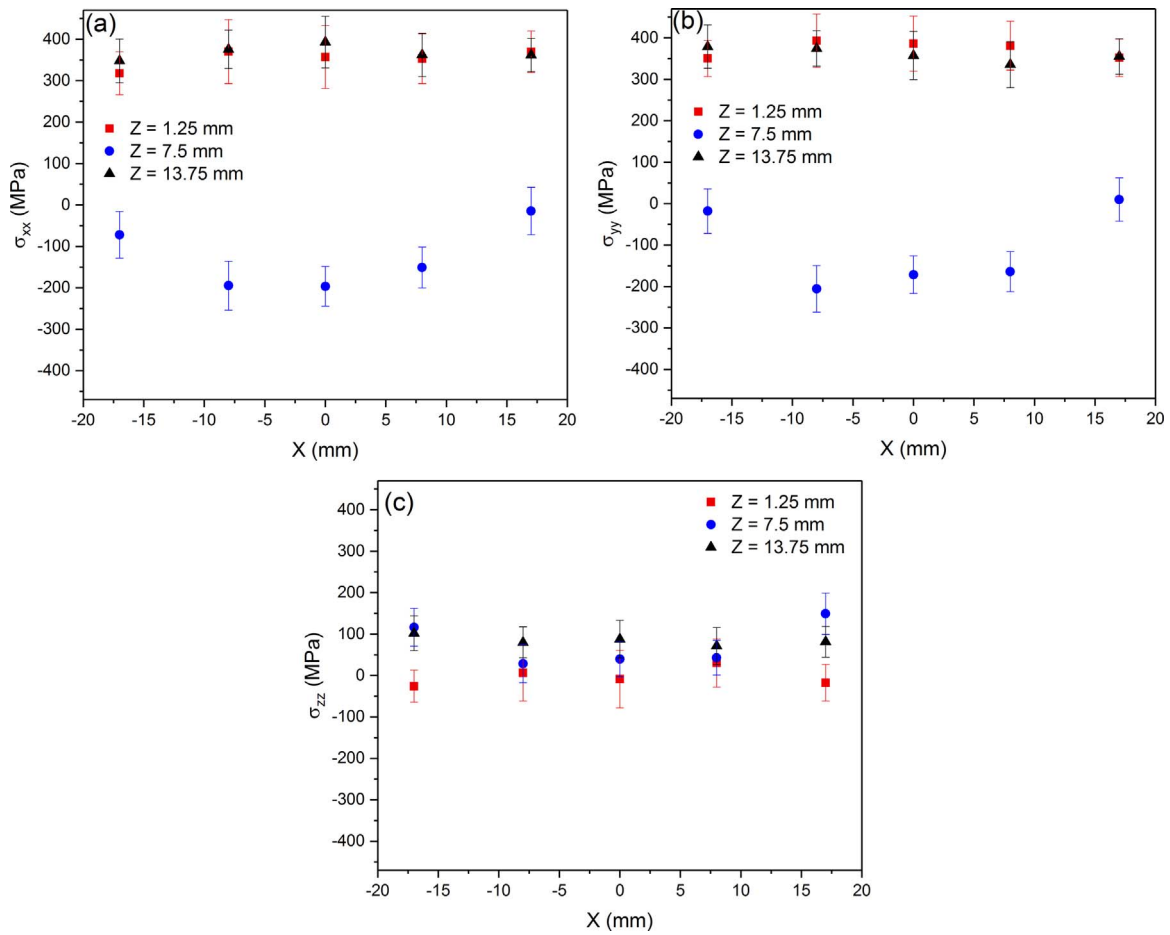 (a)
400
300
200
100
0
-100
-200
-300
-400
σxx (MPa)
Z = 1.25 mm
Z = 7.5 mm
Z = 13.75 mm
-20 -15 -10 -5 0 5 10 15 20
X (mm)
(b)
400
300
200
100
0
-100
-200
-300
-400
σyy (MPa)
Z = 1.25 mm
Z = 7.5 mm
Z = 13.75 mm
-20 -15 -10 -5 0 5 10 15 20
X (mm)
(c)
400
300
200
100
0
-100
-200
-300
-400
σzz (MPa)
Z = 1.25 mm
Z = 7.5 mm
Z = 13.75 mm
-20 -15 -10 -5 0 5 10 15 20
X (mm)